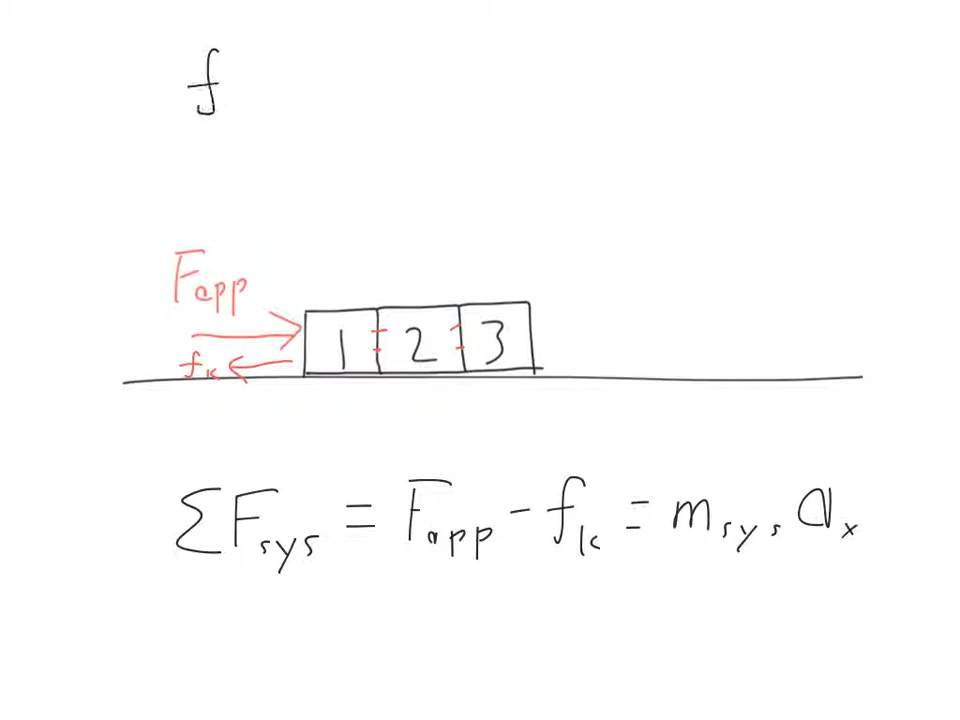 f
Fapp
fk
1 2 3
ΣFsys = Fapp - fk = msys ax